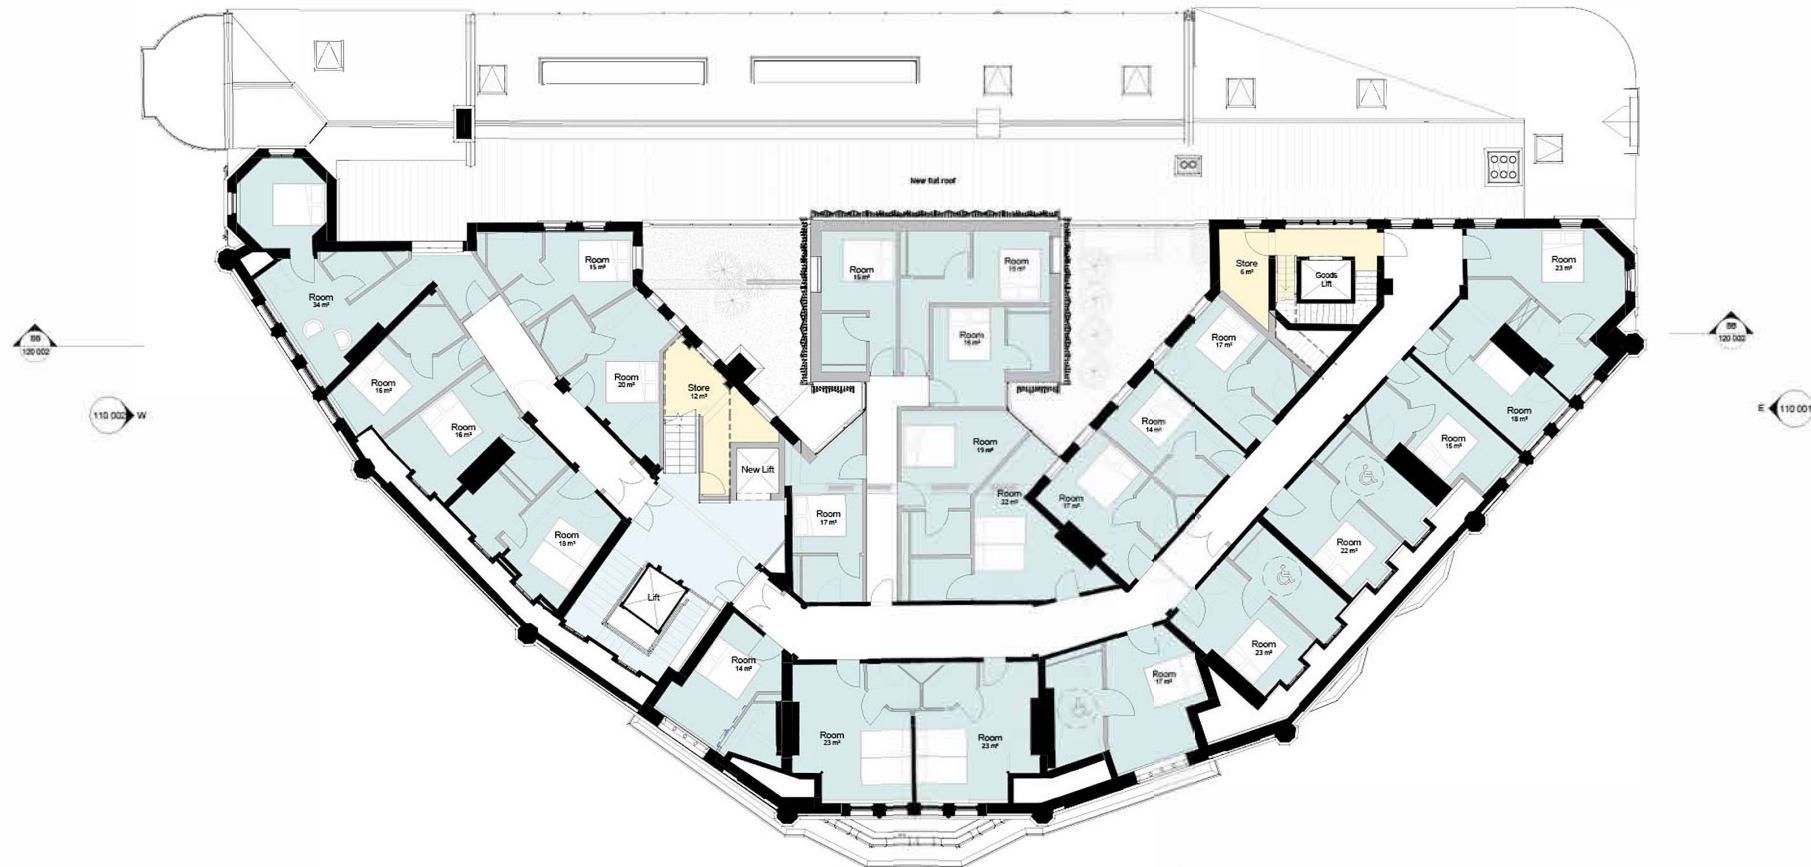 New flat roof
Room
15 m²
Room
15 m²
Room
18 m²
Store
6 m²
Goods
Lift
Room
23 m²
Room
34 m²
BB
120 002
BB
120 002
Room
16 m²
Room
17 m²
Room
16 m²
Room
20 m²
Store
12 m²
110 002
W
E
110 001
Room
18 m²
Room
16 m²
Room
14 m²
Room
15 m²
Room
19 m²
New Lift
Room
17 m²
Room
22 m²
Room
17 m²
Room
18 m²
Room
22 m²
Lift
Room
23 m²
Room
14 m²
Room
17 m²
Room
23 m²
Room
23 m²